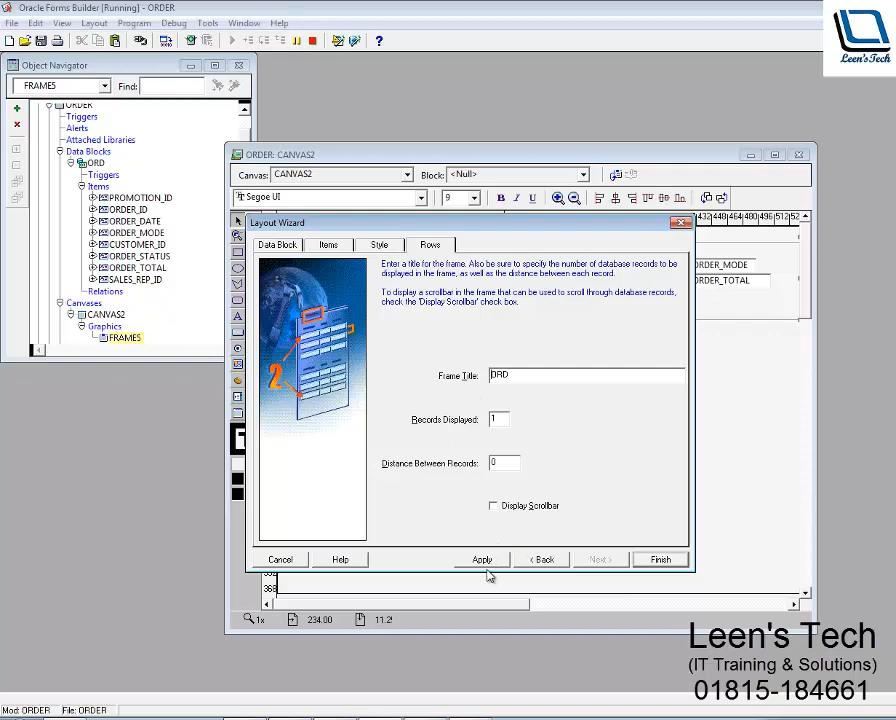 Oracle Forms Builder [Running] - ORDER
File Edit View Layout Program Debug Tools Window Help
Leen'sTech
Object Navigator
FRAME5 Find:
ORDER
Triggers
Alerts
Attached Libraries
Data Blocks
ORD
Triggers
Items
PROMOTION_ID
ORDER_ID
ORDER_DATE
ORDER_MODE
CUSTOMER_ID
ORDER_STATUS
ORDER_TOTAL
SALES_REP_ID
Relations
Canvases
CANVAS2
Graphics
FRAME5
ORDER: CANVAS2
Canvas: CANVAS2 Block: <Null>
Segoe UI 9 B I U
432 448 464 480 496 512 52
ORDER_MODE
ORDER_TOTAL
Layout Wizard
Data Block Items Style Rows
Enter a title for the frame. Also be sure to specify the number of database records to be
displayed in the frame, as well as the distance between each record.
To display a scrollbar in the frame that can be used to scroll through database records,
check the 'Display Scrollbar' check box.
2
Frame Title: ORD
Records Displayed: 1
Distance Between Records: 0
Display Scrollbar
Cancel Help Apply < Back Next > Finish
368
1x 234.00 11.2
Leen's Tech
(IT Training & Solutions)
01815-184661
Mod: ORDER File: ORDER